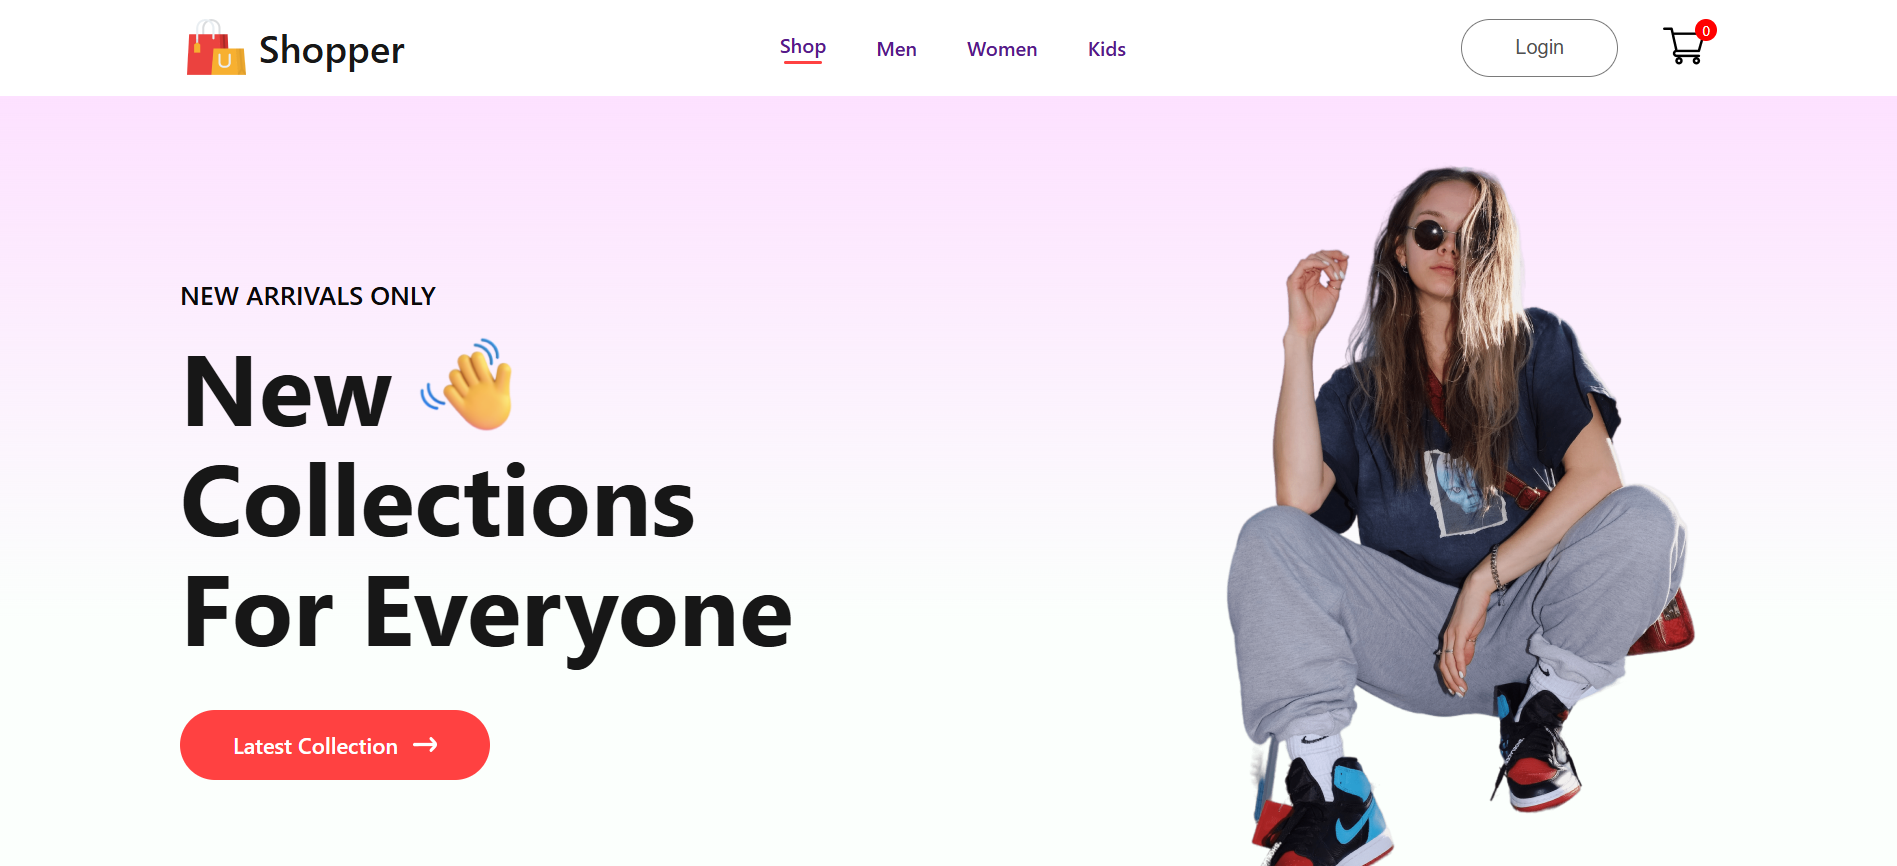 U
Shopper
Shop
Men
Women
Kids
Login
0
NEW ARRIVALS ONLY
New 👋
Collections
For Everyone
Latest Collection →